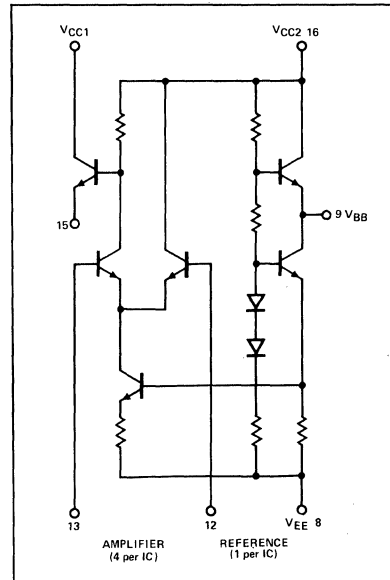 VCC1
VCC2 16
15
9 VBB
13
12
VEE 8
AMPLIFIER
(4 per IC)
REFERENCE
(1 per IC)